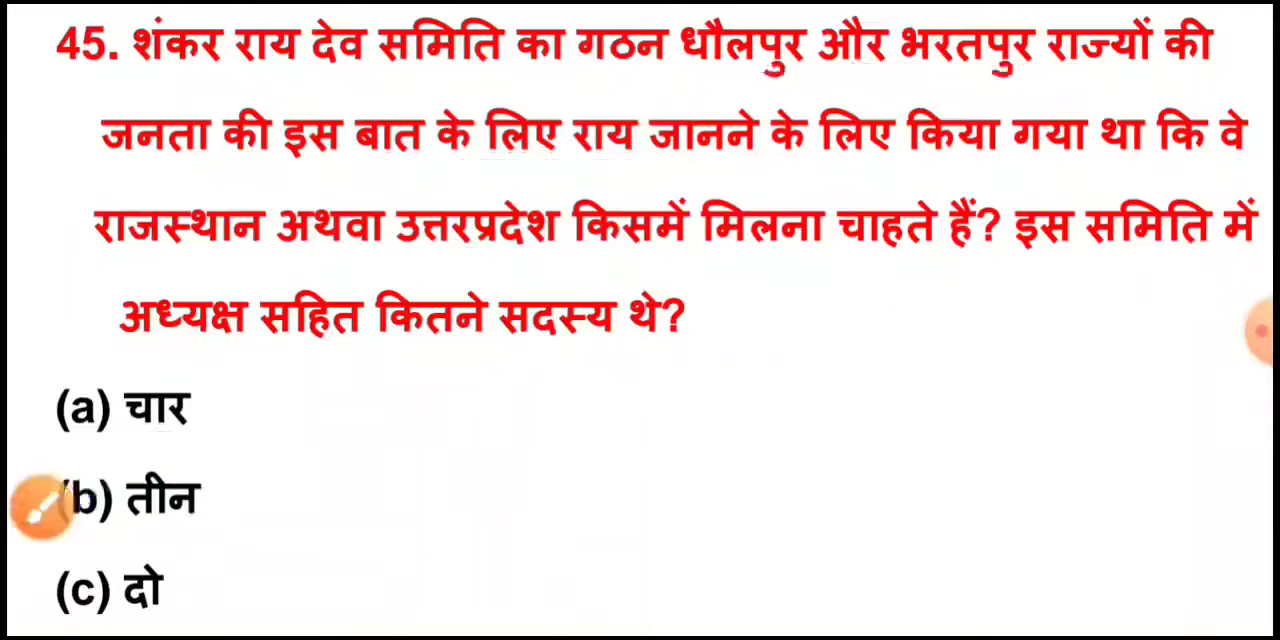 45. शंकर राय देव समिति का गठन धौलपुर और भरतपुर राज्यों की
जनता की इस बात के लिए राय जानने के लिए किया गया था कि वे
राजस्थान अथवा उत्तरप्रदेश किसमें मिलना चाहते हैं? इस समिति में
अध्यक्ष सहित कितने सदस्य थे?
(a) चार
(b) तीन
(c) दो